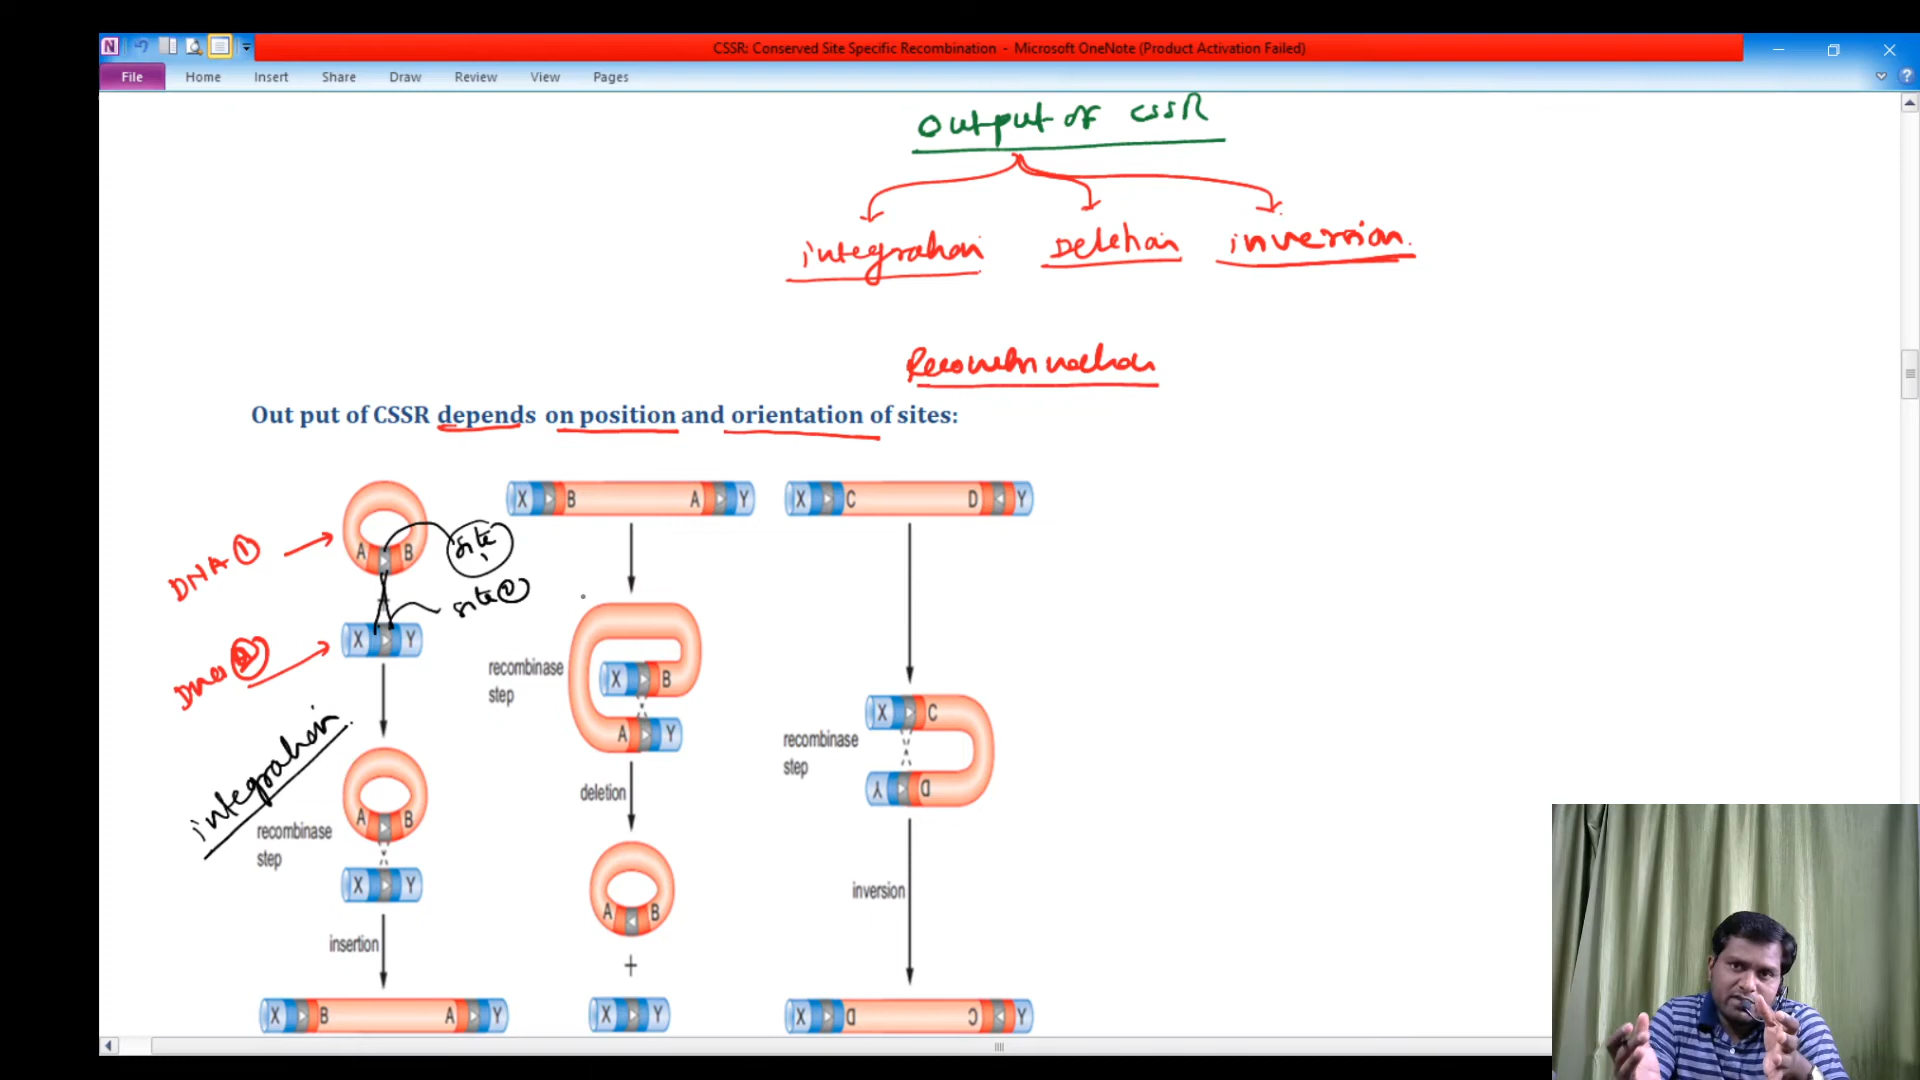 CSSR: Conserved Site Specific Recombination - Microsoft OneNote (Product Activation Failed)
File Home Insert Share Draw Review View Pages
Output of CSSR
integration Deletion inversion.
Recombination
Out put of CSSR depends on position and orientation of sites:
X B A Y
X C D Y
A B
site
DNA 1
site 2
X Y
DNA 2
recombinase
step
X B
A Y
X C
recombinase
step
Y D
integration.
deletion
A B
recombinase
step
X Y
inversion
A B
insertion
+
X B A Y
X Y
X D C Y